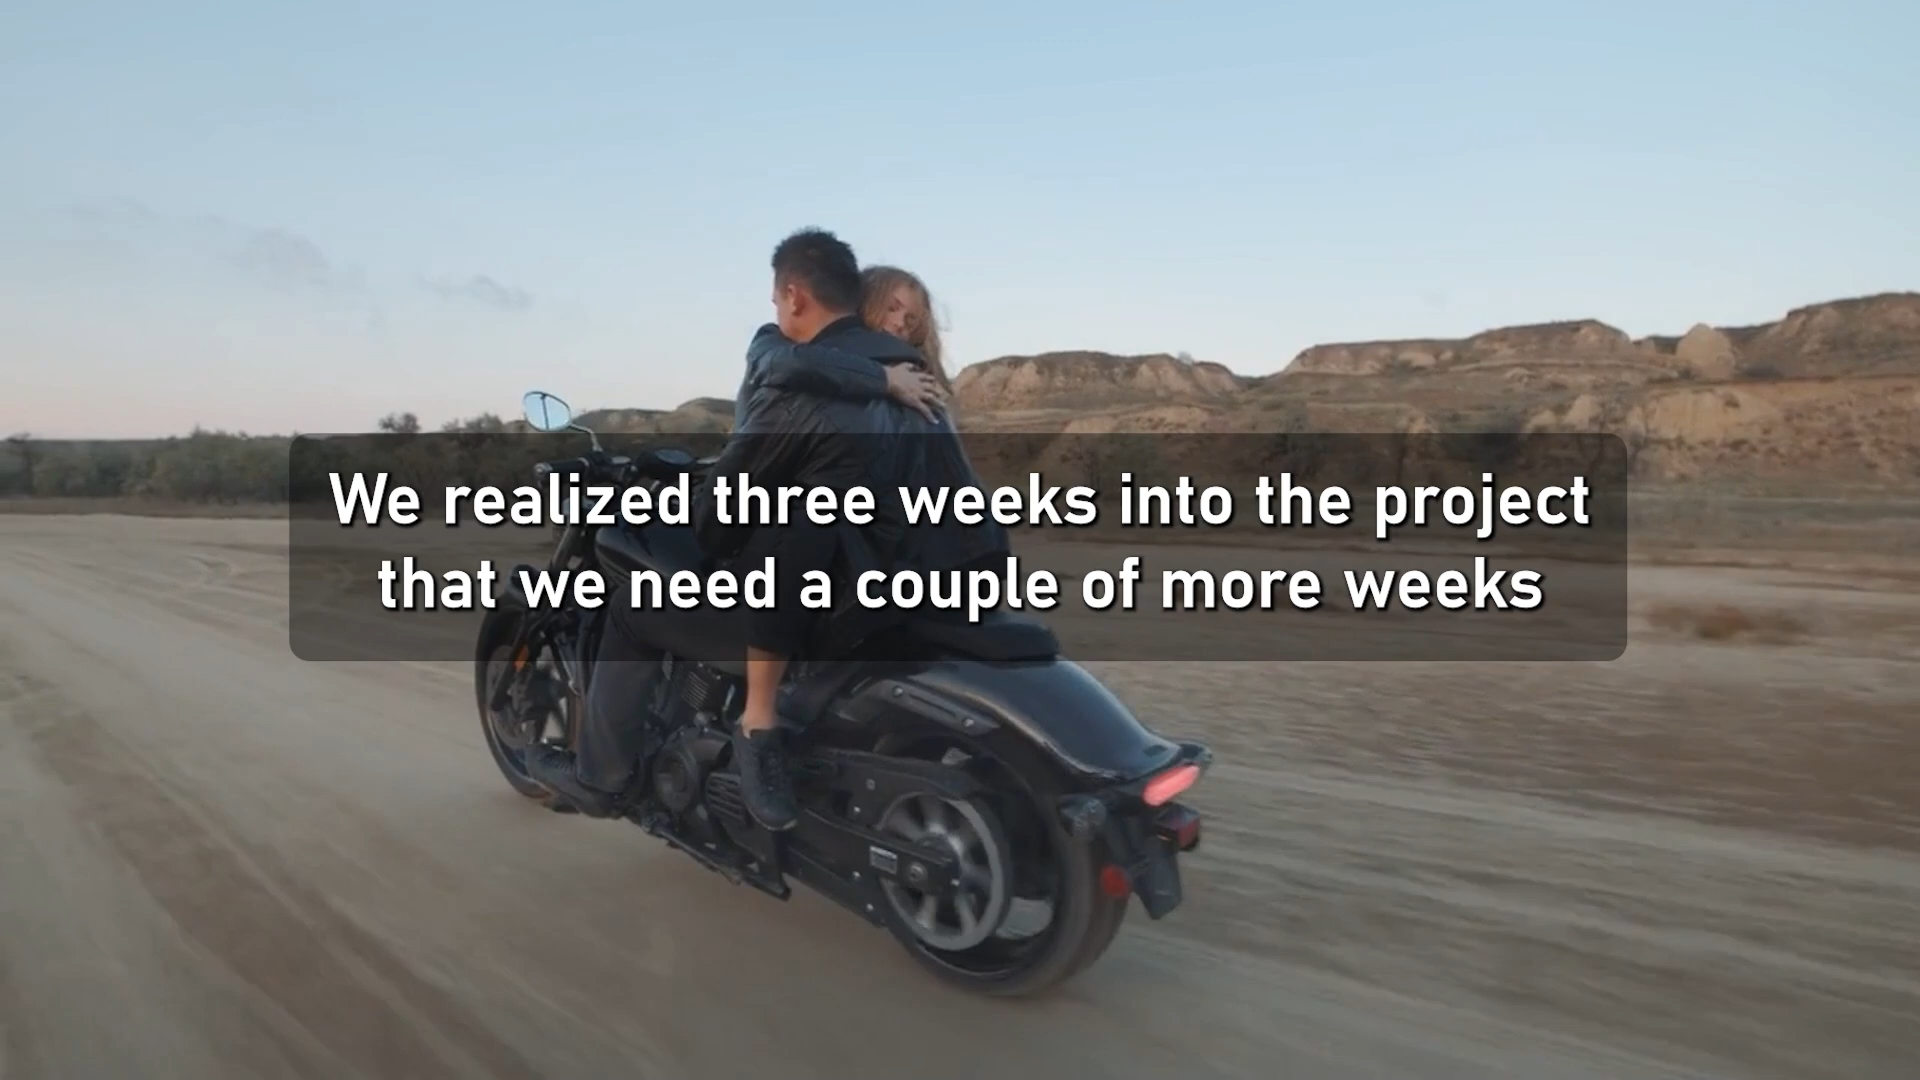 We realized three weeks into the project
that we need a couple of more weeks